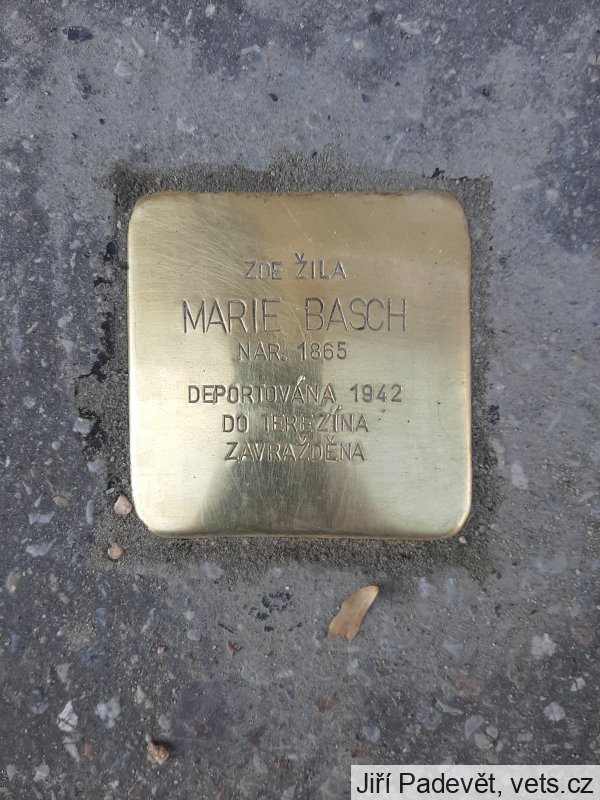 ZDE ŽILA
MARIE BASCH
NAR. 1865
DEPORTOVÁNA 1942
DO TEREZÍNA
ZAVRAŽDĚNA
Jiří Padevět, vets.cz